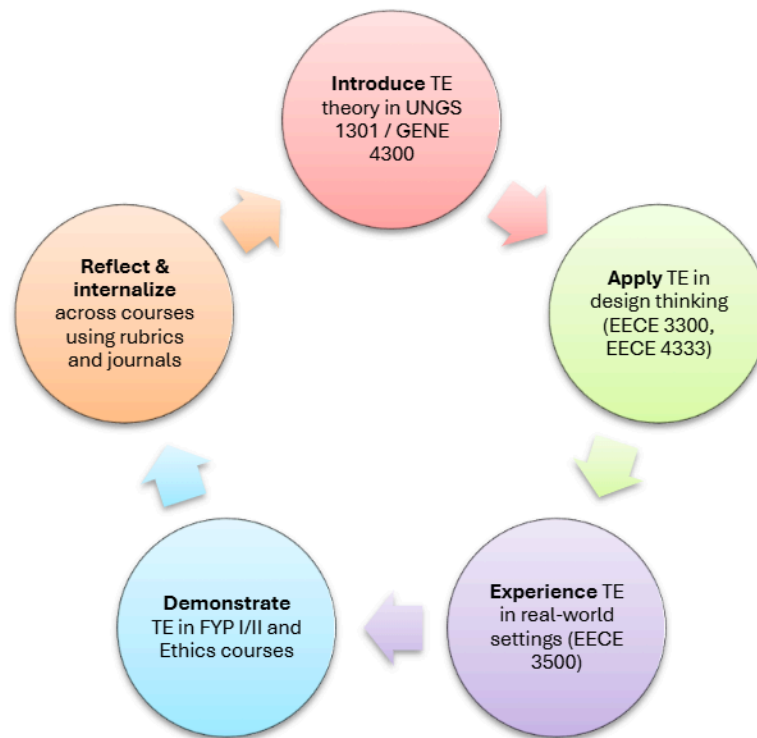 Introduce TE
theory in UNGS
1301 / GENE
4300
Apply TE in
design thinking
(EECE 3300,
EECE 4333)
Experience TE
in real-world
settings (EECE
3500)
Demonstrate
TE in FYP I/II and
Ethics courses
Reflect &
internalize
across courses
using rubrics
and journals